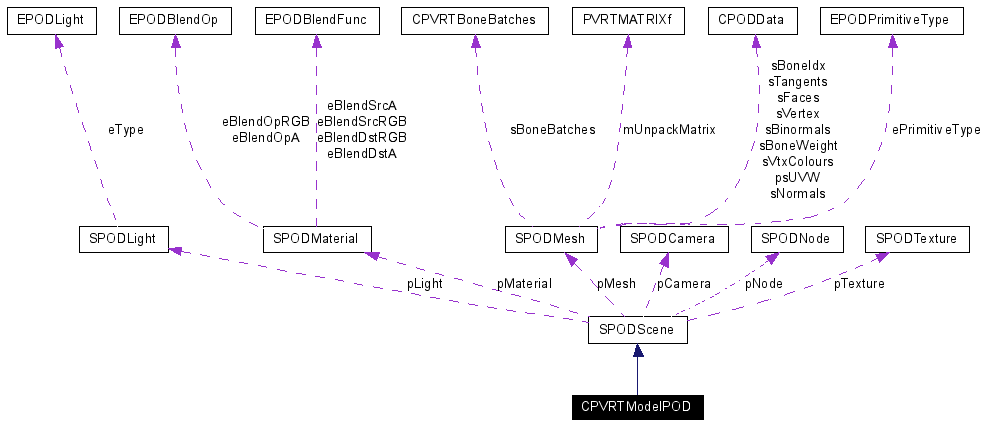 EPODLight
EPODBlendOp
EPODBlendFunc
CPVRTBoneBatches
PVRTMATRIXf
CPODData
EPODPrimitiveType
eType
eBlendOpRGB
eBlendOpA
eBlendSrcA
eBlendSrcRGB
eBlendDstRGB
eBlendDstA
sBoneBatches
mUnpackMatrix
sBoneIdx
sTangents
sFaces
sVertex
sBinormals
sBoneWeight
sVtxColours
psUVW
sNormals
ePrimitiveType
SPODLight
SPODMaterial
SPODMesh
SPODCamera
SPODNode
SPODTexture
pLight
pMaterial
pMesh
pCamera
pNode
pTexture
SPODScene
CPVRTModelPOD